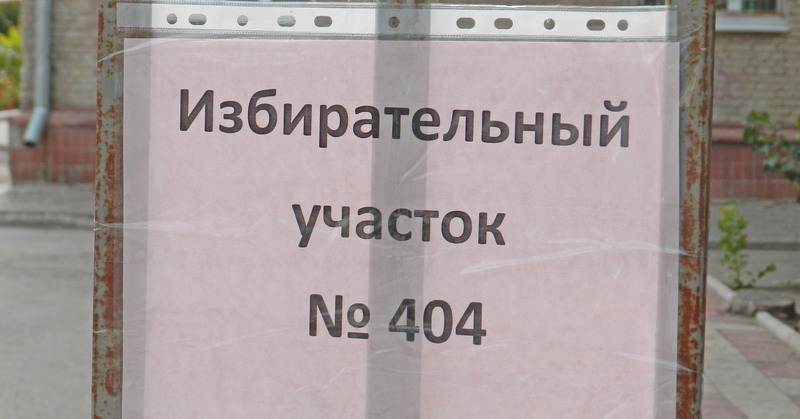 Избирательный
участок
№ 404